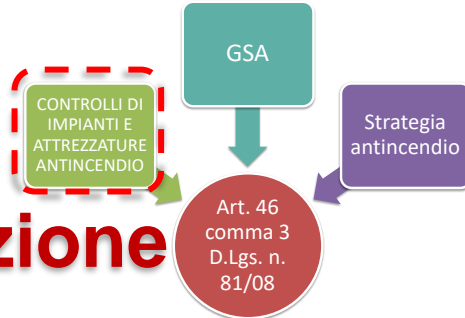 GSA
CONTROLLI DI
IMPIANTI E
ATTREZZATURE
ANTINCENDIO
Strategia
antincendio
zione
Art. 46
comma 3
D.Lgs. n.
81/08